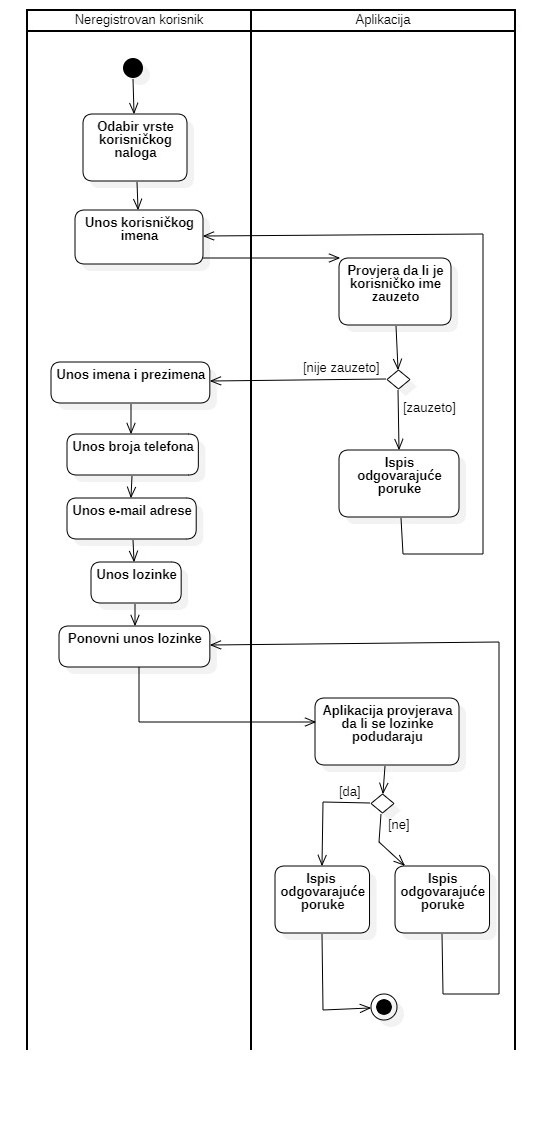 Neregistrovan korisnik
Aplikacija
Odabir vrste
korisničkog
naloga
Unos korisničkog
imena
Provjera da li je
korisničko ime
zauzeto
[nije zauzeto]
[zauzeto]
Unos imena i prezimena
Unos broja telefona
Ispis
odgovarajuće
poruke
Unos e-mail adrese
Unos lozinke
Ponovni unos lozinke
Aplikacija provjerava
da li se lozinke
podudaraju
[da]
[ne]
Ispis
odgovarajuće
poruke
Ispis
odgovarajuće
poruke